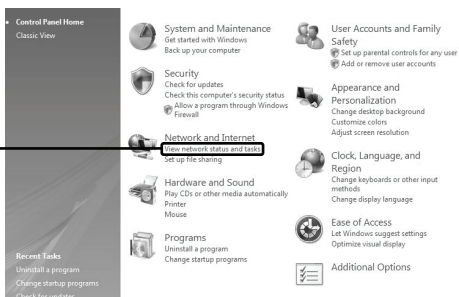 Control Panel Home
Classic View
Recent Tasks
Uninstall a program
Change startup programs
Check for updates
System and Maintenance
Get started with Windows
Back up your computer
Security
Check for updates
Check this computer's security status
Allow a program through Windows
Firewall
Network and Internet
View network status and tasks
Set up file sharing
Hardware and Sound
Play CDs or other media automatically
Printer
Mouse
Programs
Uninstall a program
Change startup programs
User Accounts and Family
Safety
Set up parental controls for any user
Add or remove user accounts
Appearance and
Personalization
Change desktop background
Customize colors
Adjust screen resolution
Clock, Language, and
Region
Change keyboards or other input
methods
Change display language
Ease of Access
Let Windows suggest settings
Optimize visual display
Additional Options